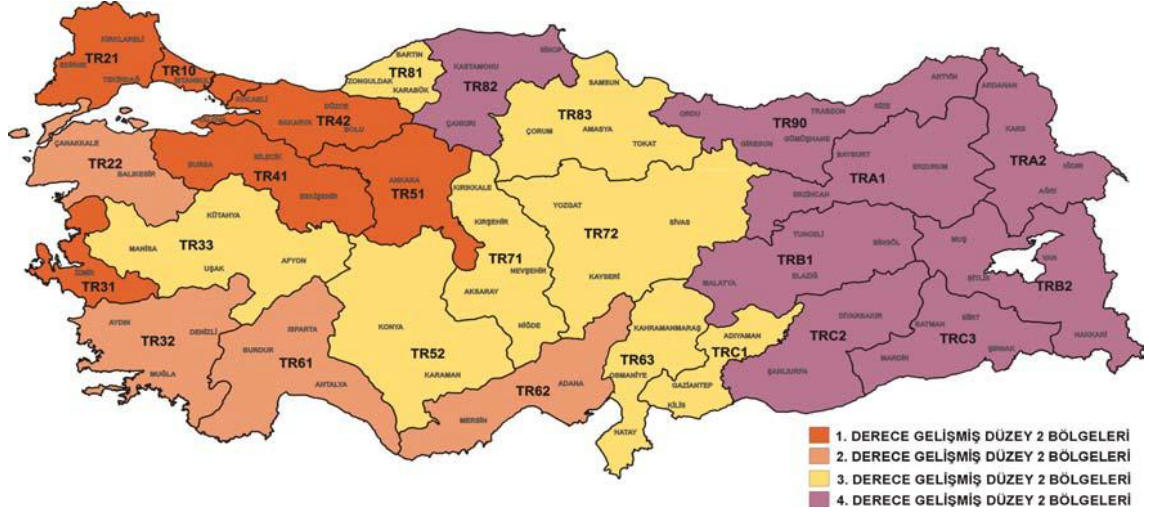 KIRKLARELİ
EDİRNE
TR21
TEKİRDAĞ
TR10
İSTANBUL
KOCAELİ
DÜZCE
SAKARYA
TR42
BOLU
BARTIN
ZONGULDAK
TR81
KARABÜK
KASTAMONU
SİNOP
TR82
ÇANKIRI
SAMSUN
TR83
ÇORUM
AMASYA
TOKAT
ORDU
TR90
TRABZON
RİZE
ARTVİN
GİRESUN
GÜMÜŞHANE
ARDAHAN
KARS
TRA2
IĞDIR
AĞRI
BAYBURT
ERZURUM
TRA1
ERZİNCAN
ÇANAKKALE
TR22
BALIKESİR
BURSA
BİLECİK
TR41
ESKİŞEHİR
ANKARA
TR51
KIRIKKALE
KIRŞEHİR
TR71
NEVŞEHİR
AKSARAY
NİĞDE
YOZGAT
SİVAS
TR72
KAYSERİ
KÜTAHYA
MANİSA
TR33
UŞAK
AFYON
İZMİR
TR31
TUNCELİ
BİNGÖL
TRB1
ELAZIĞ
MALATYA
MUŞ
VAN
BİTLİS
TRB2
HAKKARİ
AYDIN
DENİZLİ
TR32
MUĞLA
ISPARTA
BURDUR
TR61
ANTALYA
KONYA
TR52
KARAMAN
MERSİN
TR62
ADANA
KAHRAMANMARAŞ
TR63
OSMANİYE
HATAY
ADIYAMAN
TRC1
GAZİANTEP
KİLİS
DİYARBAKIR
TRC2
ŞANLIURFA
BATMAN
SİİRT
TRC3
MARDİN
ŞIRNAK
1. DERECE GELİŞMİŞ DÜZEY 2 BÖLGELERİ
2. DERECE GELİŞMİŞ DÜZEY 2 BÖLGELERİ
3. DERECE GELİŞMİŞ DÜZEY 2 BÖLGELERİ
4. DERECE GELİŞMİŞ DÜZEY 2 BÖLGELERİ